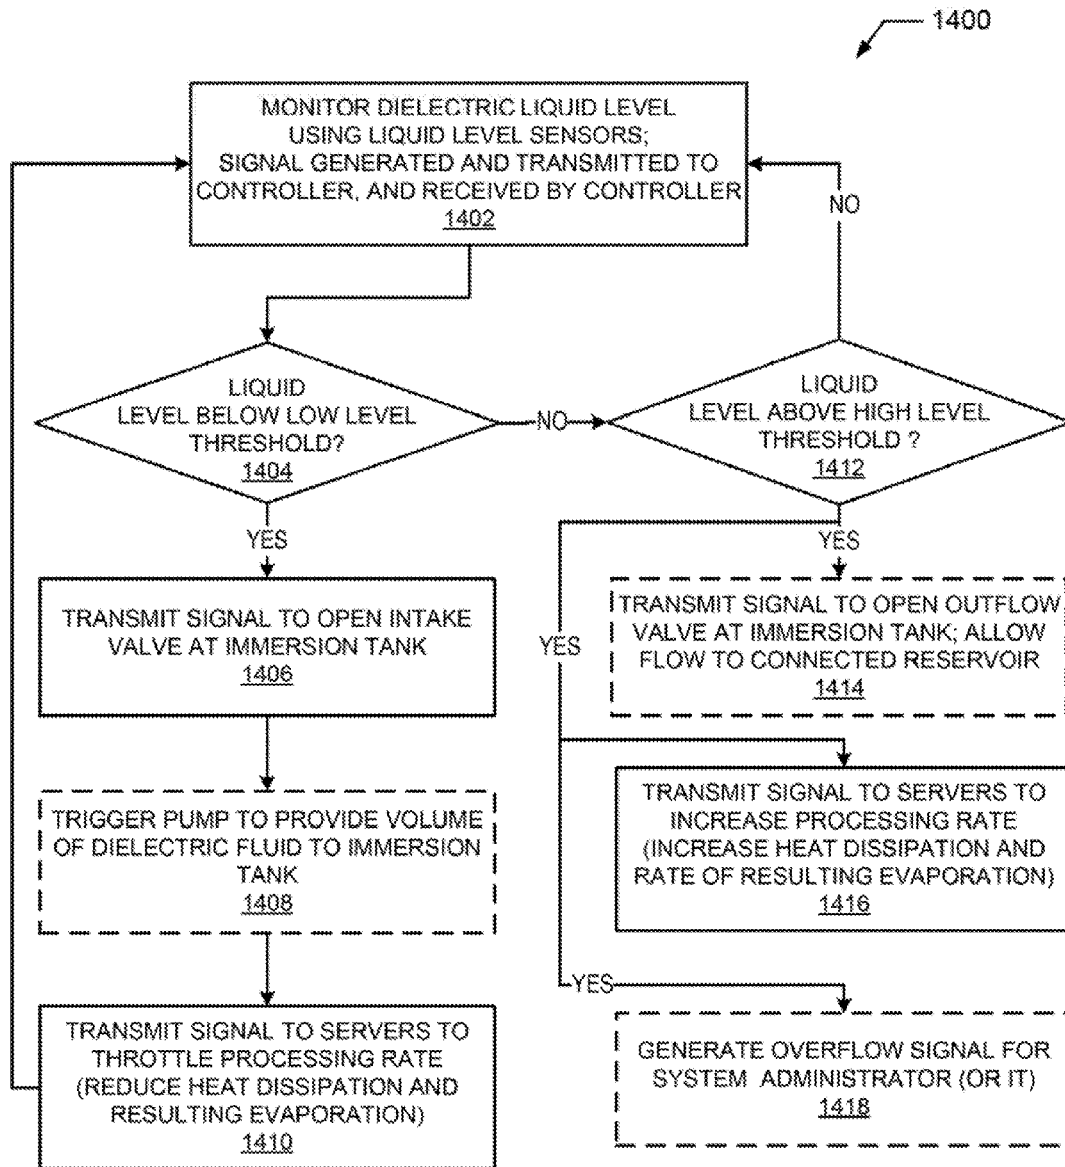 1400
MONITOR DIELECTRIC LIQUID LEVEL
USING LIQUID LEVEL SENSORS;
SIGNAL GENERATED AND TRANSMITTED TO
CONTROLLER, AND RECEIVED BY CONTROLLER
1402
NO
LIQUID
LEVEL BELOW LOW LEVEL
THRESHOLD?
1404
NO
LIQUID
LEVEL ABOVE HIGH LEVEL
THRESHOLD ?
1412
YES
TRANSMIT SIGNAL TO OPEN INTAKE
VALVE AT IMMERSION TANK
1406
TRIGGER PUMP TO PROVIDE VOLUME
OF DIELECTRIC FLUID TO IMMERSION
TANK
1408
TRANSMIT SIGNAL TO SERVERS TO
THROTTLE PROCESSING RATE
(REDUCE HEAT DISSIPATION AND
RESULTING EVAPORATION)
1410
YES
TRANSMIT SIGNAL TO OPEN OUTFLOW
VALVE AT IMMERSION TANK; ALLOW
FLOW TO CONNECTED RESERVOIR
1414
YES
TRANSMIT SIGNAL TO SERVERS TO
INCREASE PROCESSING RATE
(INCREASE HEAT DISSIPATION AND
RATE OF RESULTING EVAPORATION)
1416
YES
GENERATE OVERFLOW SIGNAL FOR
SYSTEM ADMINISTRATOR (OR IT)
1418